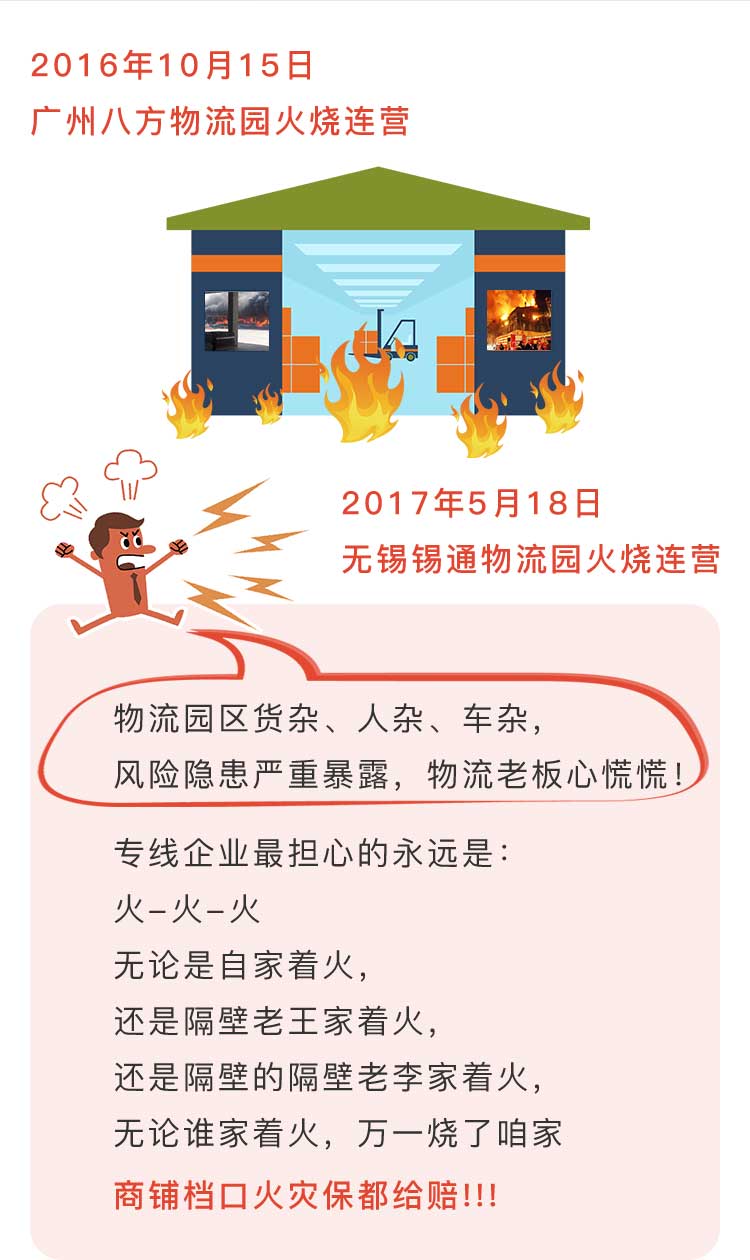 2016年10月15日
广州八方物流园火烧连营
2017年5月18日
无锡锡通物流园火烧连营
物流园区货杂、人杂、车杂，
风险隐患严重暴露，物流老板心慌慌！
专线企业最担心的永远是：
火-火-火
无论是自家着火，
还是隔壁老王家着火，
还是隔壁的隔壁老李家着火，
无论谁家着火，万一烧了咱家
商铺档口火灾保都给赔!!!